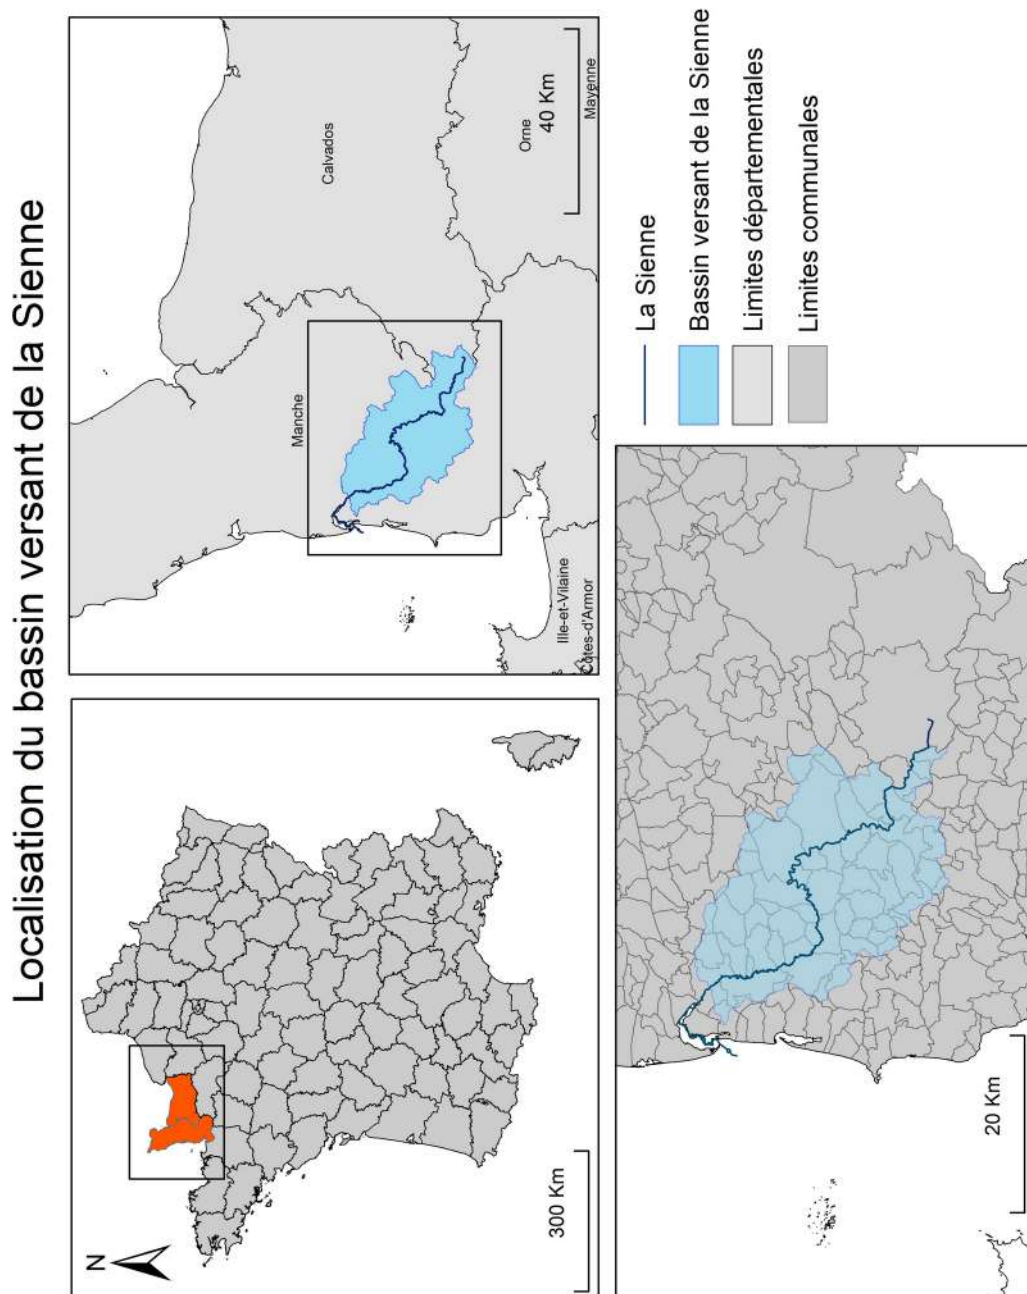 Localisation du bassin versant de la Sienne
N
300 Km
Manche
Calvados
Orne
Mayenne
Ille-et-Vilaine
Côtes-d'Armor
40 Km
20 Km
La Sienne
Bassin versant de la Sienne
Limites départementales
Limites communales